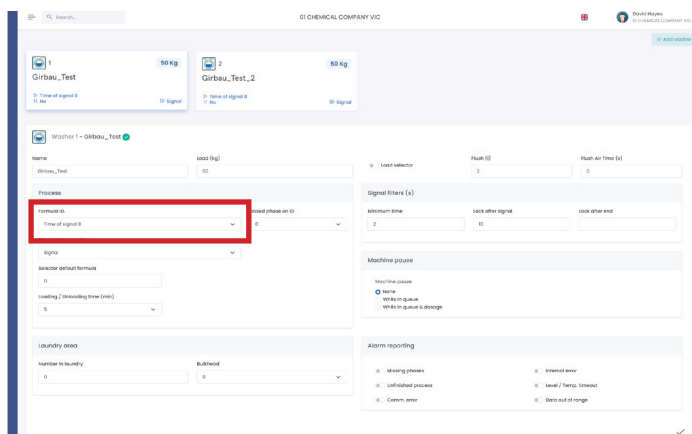 Search...
01 CHEMICAL COMPANY VIC
David Hayes
01 CHEMICAL COMPANY VIC
Add washer
1
50 Kg
Girbau_Test
Time of signal 8
No
Signal
2
50 Kg
Girbau_Test_2
Time of signal 8
No
Signal
Washer 1 - Girbau_Test
Name
Load (Kg)
Load selector
Flush (l)
Flush Air Time (s)
Girbau_Test
50
2
0
Process
Signal filters (s)
Formula ID.
osed phase en ID
Minimum time
Lock after signal
Lock after end
Time of signal 8
6
2
10
Signal
Selector default formula
0
Machine pause
Machine pause
None
While in queue
While in queue & dosage
Loading / Unloading time (min)
5
Laundry area
Alarm reporting
Number in laundry
Bulkhead
0
0
Missing phases
Internal error
Unfinished process
Level / Temp. timeout
Comm. error
Data out of range